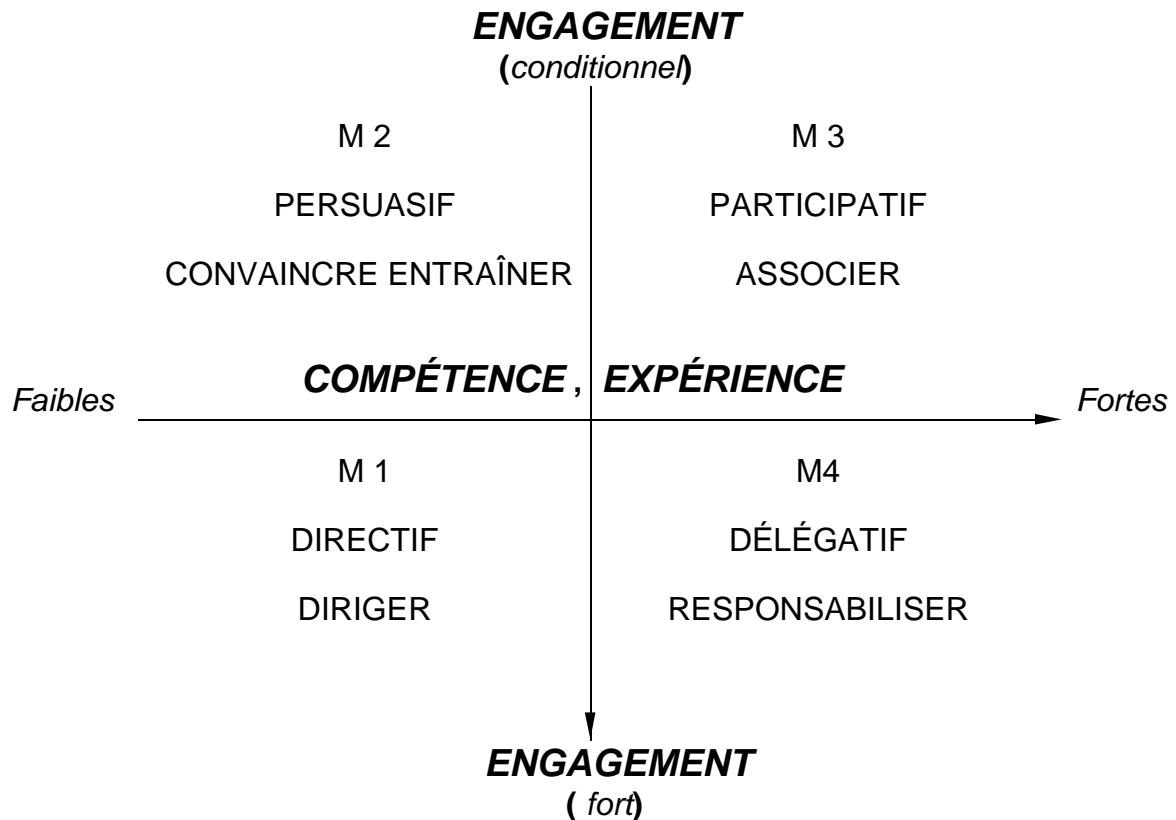 ENGAGEMENT
(conditionnel)
M 2
PERSUASIF
CONVAINCRE ENTRAÎNER
M 3
PARTICIPATIF
ASSOCIER
COMPÉTENCE , EXPÉRIENCE
Faibles
Fortes
M 1
DIRECTIF
DIRIGER
M4
DÉLÉGATIF
RESPONSABILISER
ENGAGEMENT
( fort)